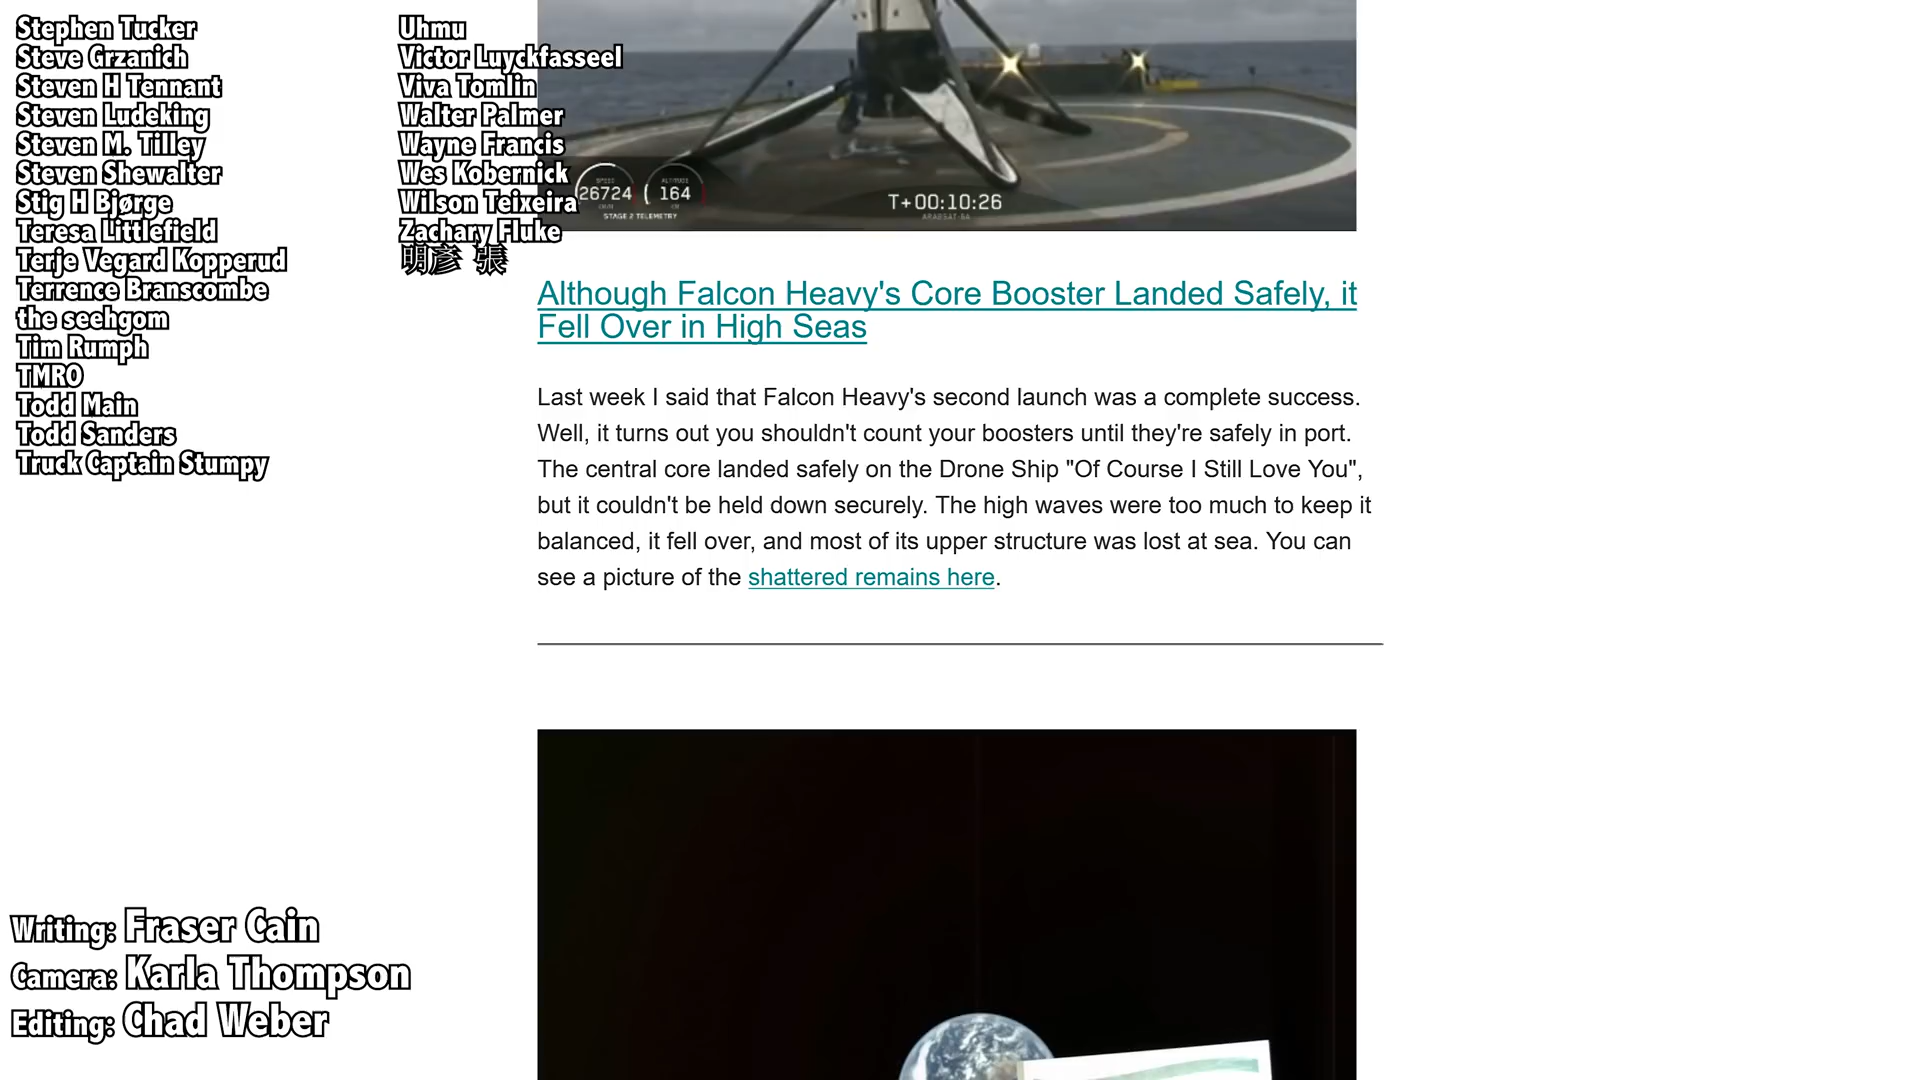 Stephen Tucker
Steve Grzanich
Steven H Tennant
Steven Ludeking
Steven M. Tilley
Steven Shewalter
Stig H Bjørge
Teresa Littlefield
Terje Vegard Kopperud
Terrence Branscombe
the seehgom
Tim Rumph
TMRO
Todd Main
Todd Sanders
Truck Captain Stumpy
Uhmu
Victor Luyckfasseel
Viva Tomlin
Walter Palmer
Wayne Francis
Wes Kobernick
Wilson Teixeira
Zachary Fluke
明彥 張
SPEED
26724
ALTITUDE
164
STAGE 2 TELEMETRY
T+00:10:26
ARABSAT-6A
Although Falcon Heavy's Core Booster Landed Safely, it
Fell Over in High Seas
Last week I said that Falcon Heavy's second launch was a complete success.
Well, it turns out you shouldn't count your boosters until they're safely in port.
The central core landed safely on the Drone Ship "Of Course I Still Love You",
but it couldn't be held down securely. The high waves were too much to keep it
balanced, it fell over, and most of its upper structure was lost at sea. You can
see a picture of the shattered remains here.
Writing: Fraser Cain
Camera: Karla Thompson
Editing: Chad Weber